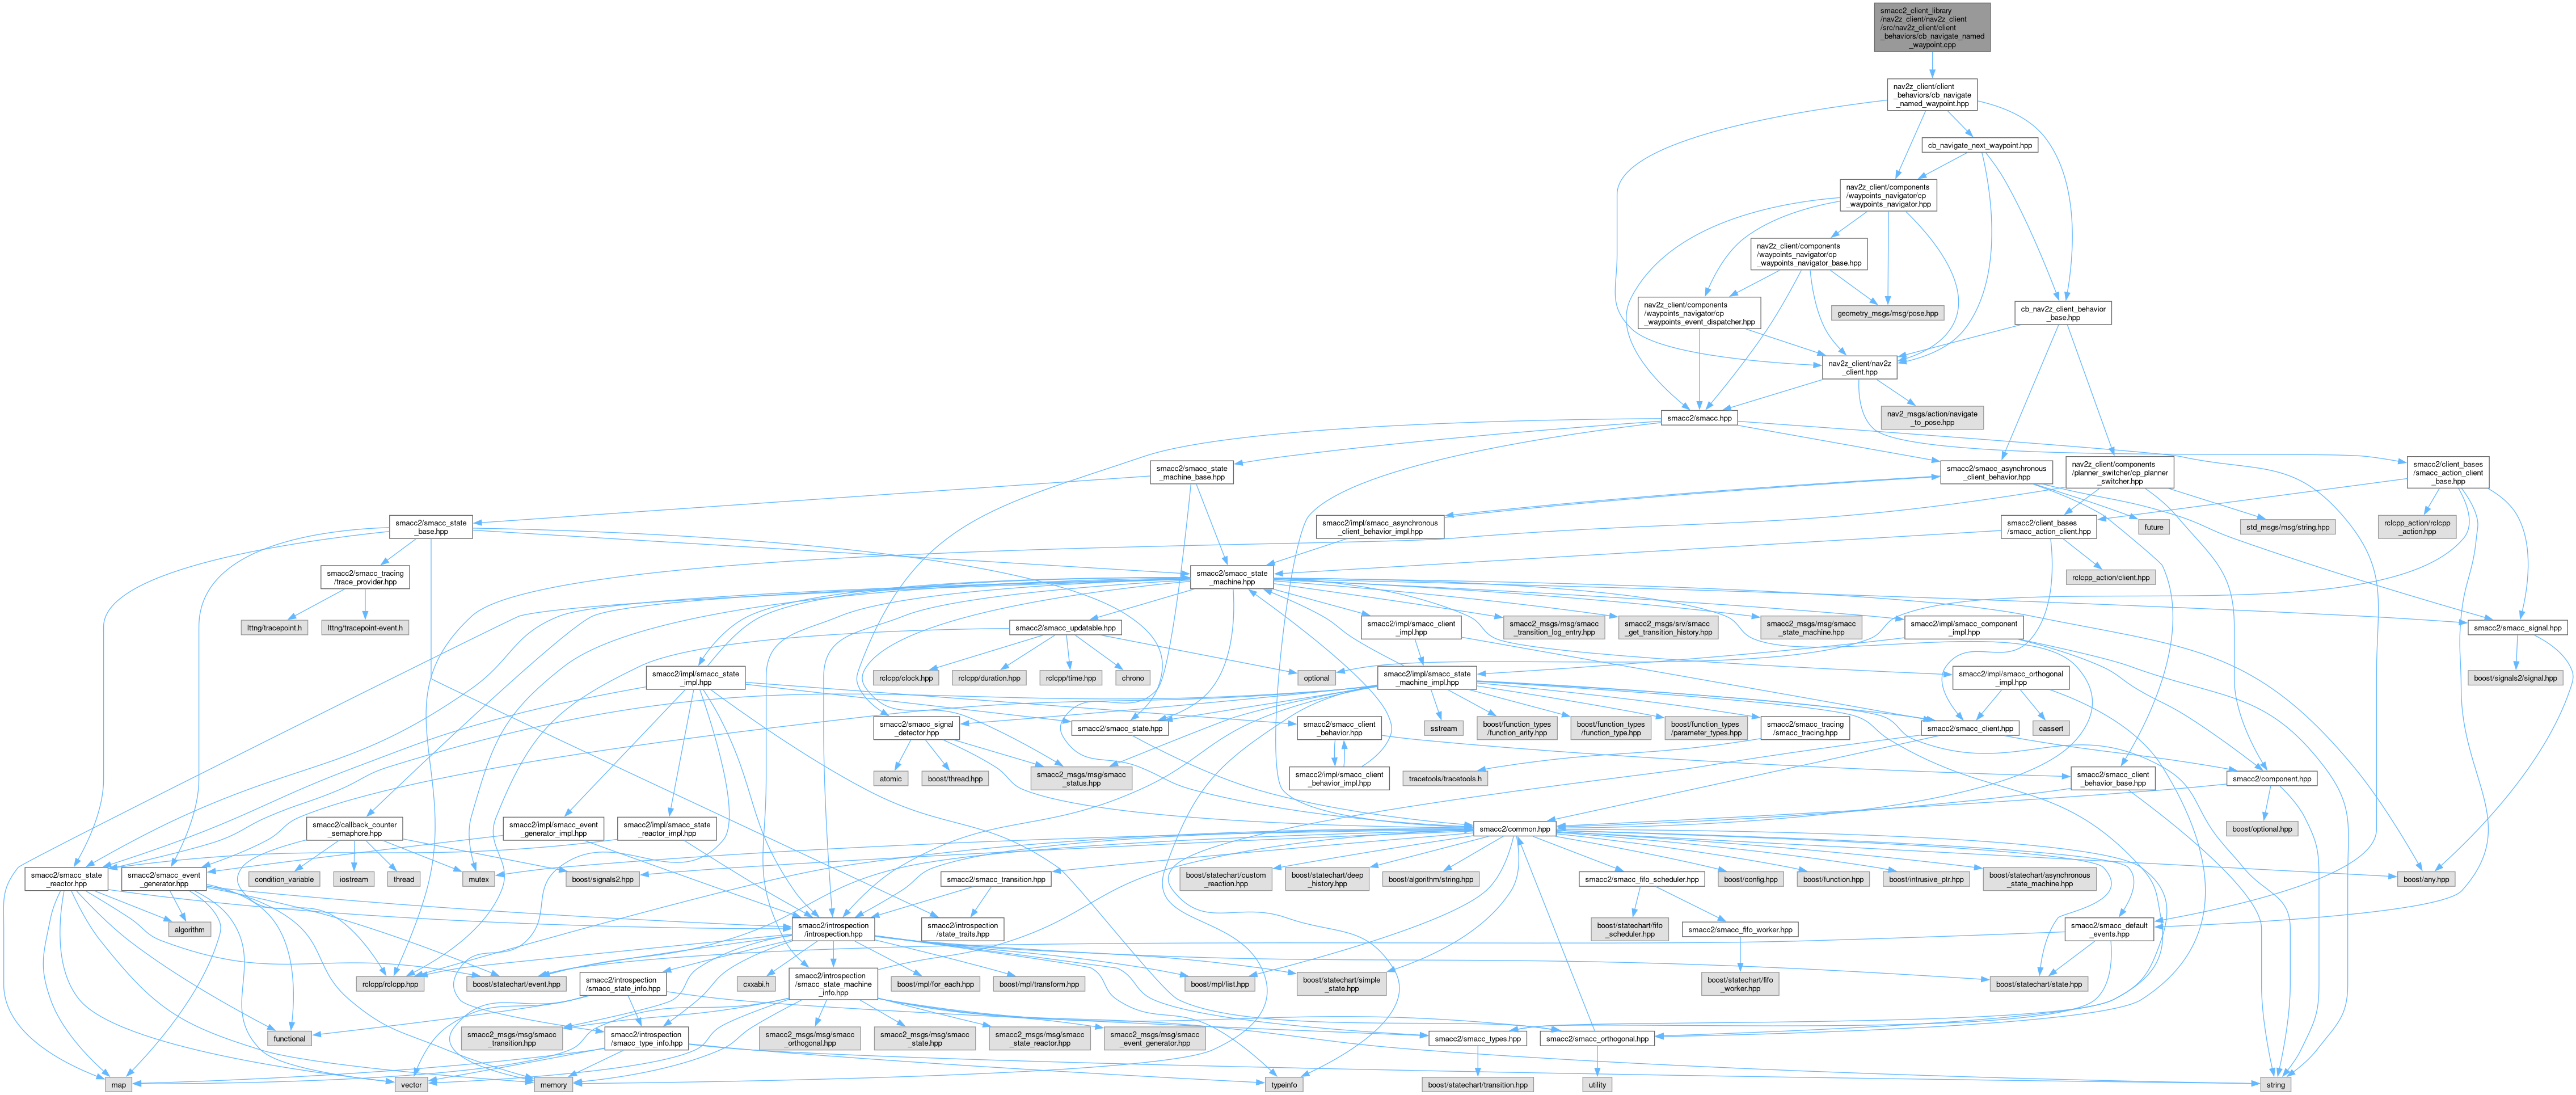 smacc2_client_library
/nav2z_client/nav2z_client
/src/nav2z_client/client
_behaviors/cb_navigate_named
_waypoint.cpp
nav2z_client/client
_behaviors/cb_navigate
_named_waypoint.hpp
cb_navigate_next_waypoint.hpp
nav2z_client/components
/waypoints_navigator/cp
_waypoints_navigator.hpp
nav2z_client/components
/waypoints_navigator/cp
_waypoints_navigator_base.hpp
nav2z_client/components
/waypoints_navigator/cp
_waypoints_event_dispatcher.hpp
geometry_msgs/msg/pose.hpp
cb_nav2z_client_behavior
_base.hpp
nav2z_client/nav2z
_client.hpp
nav2_msgs/action/navigate
_to_pose.hpp
smacc2/smacc.hpp
smacc2/smacc_state
_machine_base.hpp
smacc2/smacc_asynchronous
_client_behavior.hpp
nav2z_client/components
/planner_switcher/cp_planner
_switcher.hpp
smacc2/client_bases
/smacc_action_client
_base.hpp
smacc2/smacc_state
_base.hpp
smacc2/impl/smacc_asynchronous
_client_behavior_impl.hpp
smacc2/client_bases
/smacc_action_client.hpp
future
std_msgs/msg/string.hpp
rclcpp_action/rclcpp
_action.hpp
smacc2/smacc_tracing
/trace_provider.hpp
smacc2/smacc_state
_machine.hpp
rclcpp_action/client.hpp
lttng/tracepoint.h
lttng/tracepoint-event.h
smacc2/smacc_updatable.hpp
smacc2/impl/smacc_client
_impl.hpp
smacc2_msgs/msg/smacc
_transition_log_entry.hpp
smacc2_msgs/srv/smacc
_get_transition_history.hpp
smacc2_msgs/msg/smacc
_state_machine.hpp
smacc2/impl/smacc_component
_impl.hpp
smacc2/smacc_signal.hpp
smacc2/impl/smacc_state
_impl.hpp
rclcpp/clock.hpp
rclcpp/duration.hpp
rclcpp/time.hpp
chrono
optional
smacc2/impl/smacc_state
_machine_impl.hpp
smacc2/impl/smacc_orthogonal
_impl.hpp
boost/signals2/signal.hpp
smacc2/smacc_signal
_detector.hpp
smacc2/smacc_state.hpp
smacc2/smacc_client
_behavior.hpp
sstream
boost/function_types
/function_arity.hpp
boost/function_types
/function_type.hpp
boost/function_types
/parameter_types.hpp
smacc2/smacc_tracing
/smacc_tracing.hpp
smacc2/smacc_client.hpp
cassert
atomic
boost/thread.hpp
smacc2_msgs/msg/smacc
_status.hpp
smacc2/impl/smacc_client
_behavior_impl.hpp
tracetools/tracetools.h
smacc2/smacc_client
_behavior_base.hpp
smacc2/component.hpp
smacc2/callback_counter
_semaphore.hpp
smacc2/impl/smacc_event
_generator_impl.hpp
smacc2/impl/smacc_state
_reactor_impl.hpp
smacc2/common.hpp
boost/optional.hpp
smacc2/smacc_state
_reactor.hpp
smacc2/smacc_event
_generator.hpp
condition_variable
iostream
thread
mutex
boost/signals2.hpp
smacc2/smacc_transition.hpp
boost/statechart/custom
_reaction.hpp
boost/statechart/deep
_history.hpp
boost/algorithm/string.hpp
smacc2/smacc_fifo_scheduler.hpp
boost/config.hpp
boost/function.hpp
boost/intrusive_ptr.hpp
boost/statechart/asynchronous
_state_machine.hpp
boost/any.hpp
algorithm
smacc2/introspection
/introspection.hpp
smacc2/introspection
/state_traits.hpp
boost/statechart/fifo
_scheduler.hpp
smacc2/smacc_fifo_worker.hpp
smacc2/smacc_default
_events.hpp
rclcpp/rclcpp.hpp
boost/statechart/event.hpp
smacc2/introspection
/smacc_state_info.hpp
cxxabi.h
smacc2/introspection
/smacc_state_machine
_info.hpp
boost/mpl/for_each.hpp
boost/mpl/transform.hpp
boost/mpl/list.hpp
boost/statechart/simple
_state.hpp
boost/statechart/fifo
_worker.hpp
boost/statechart/state.hpp
functional
smacc2_msgs/msg/smacc
_transition.hpp
smacc2/introspection
/smacc_type_info.hpp
smacc2_msgs/msg/smacc
_orthogonal.hpp
smacc2_msgs/msg/smacc
_state.hpp
smacc2_msgs/msg/smacc
_state_reactor.hpp
smacc2_msgs/msg/smacc
_event_generator.hpp
smacc2/smacc_types.hpp
smacc2/smacc_orthogonal.hpp
map
vector
memory
typeinfo
boost/statechart/transition.hpp
utility
string